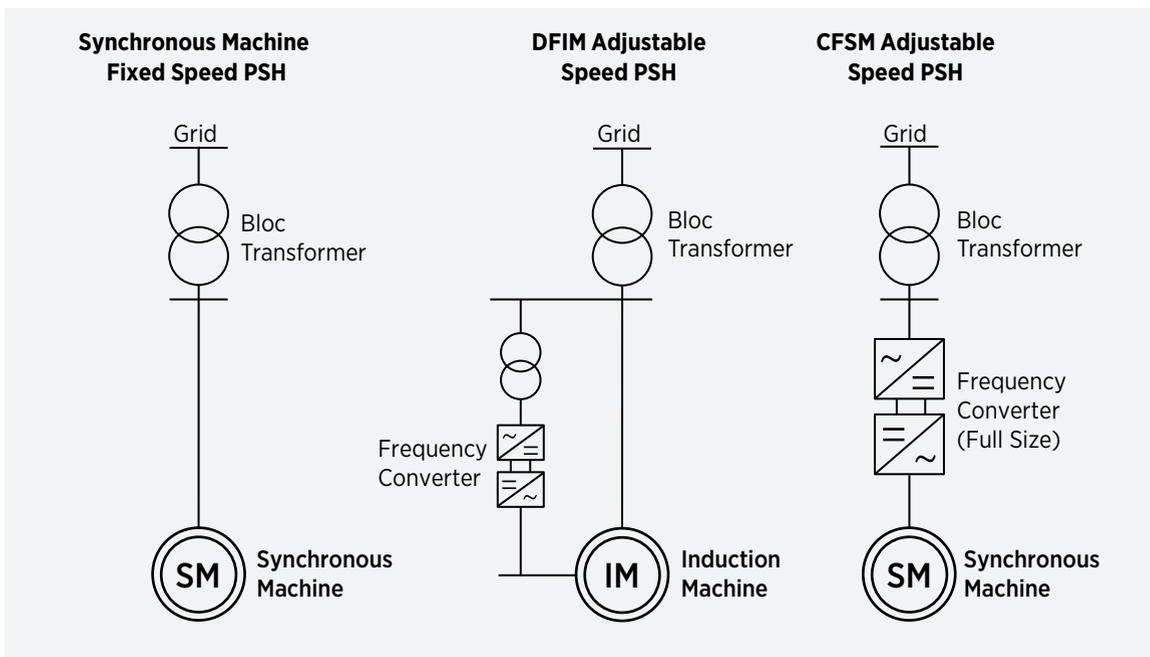 Synchronous Machine
Fixed Speed PSH
Grid
Bloc
Transformer
SM
Synchronous
Machine
DFIM Adjustable
Speed PSH
Grid
Bloc
Transformer
~
=
=
~
Frequency
Converter
IM
Induction
Machine
CFSM Adjustable
Speed PSH
Grid
Bloc
Transformer
~
=
=
~
Frequency
Converter
(Full Size)
SM
Synchronous
Machine